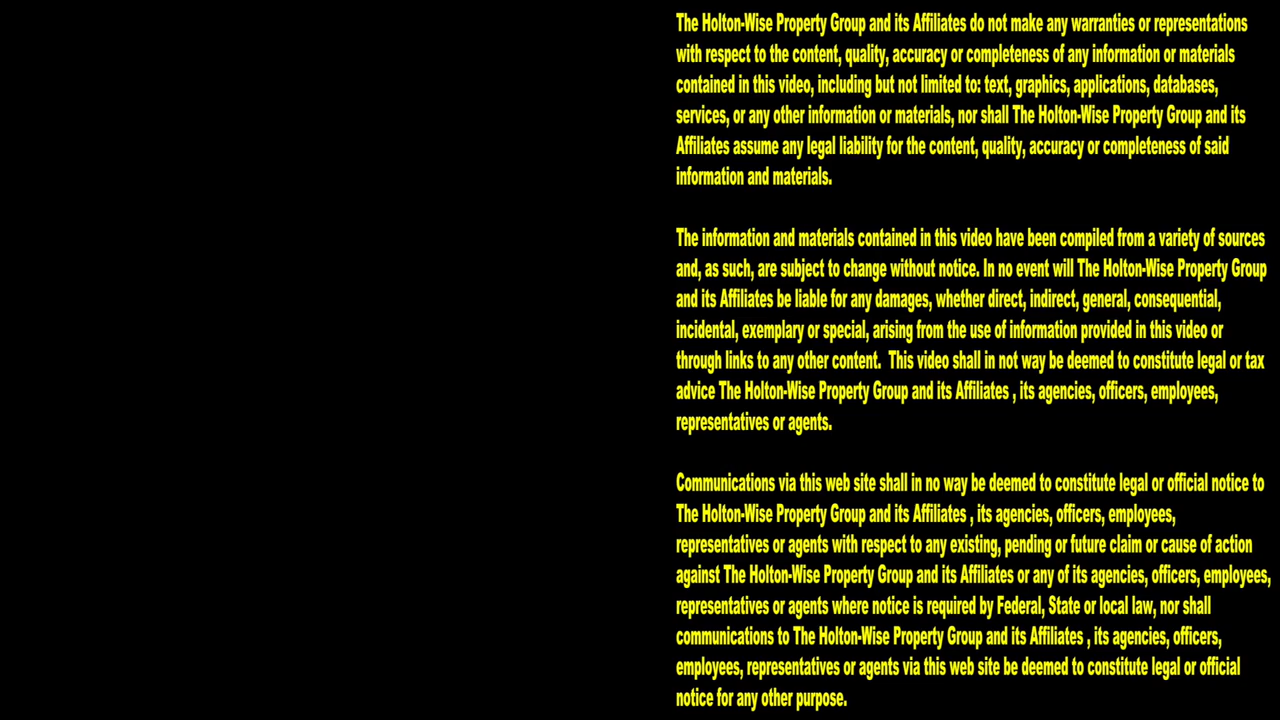 The Holton-Wise Property Group and its Affiliates do not make any warranties or representations
with respect to the content, quality, accuracy or completeness of any information or materials
contained in this video, including but not limited to: text, graphics, applications, databases,
services, or any other information or materials, nor shall The Holton-Wise Property Group and its
Affiliates assume any legal liability for the content, quality, accuracy or completeness of said
information and materials.
The information and materials contained in this video have been compiled from a variety of sources
and, as such, are subject to change without notice. In no event will The Holton-Wise Property Group
and its Affiliates be liable for any damages, whether direct, indirect, general, consequential,
incidental, exemplary or special, arising from the use of information provided in this video or
through links to any other content.  This video shall in not way be deemed to constitute legal or tax
advice The Holton-Wise Property Group and its Affiliates , its agencies, officers, employees,
representatives or agents.
Communications via this web site shall in no way be deemed to constitute legal or official notice to
The Holton-Wise Property Group and its Affiliates , its agencies, officers, employees,
representatives or agents with respect to any existing, pending or future claim or cause of action
against The Holton-Wise Property Group and its Affiliates or any of its agencies, officers, employees,
representatives or agents where notice is required by Federal, State or local law, nor shall
communications to The Holton-Wise Property Group and its Affiliates , its agencies, officers,
employees, representatives or agents via this web site be deemed to constitute legal or official
notice for any other purpose.